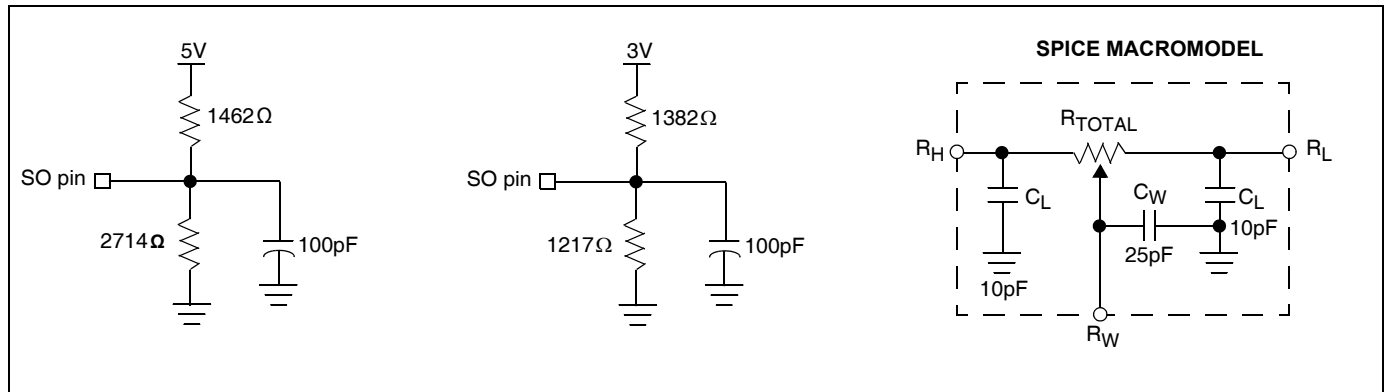 5V
1462Ω
SO pin
2714Ω
100pF
3V
1382Ω
SO pin
1217Ω
100pF
SPICE MACROMODEL
RTOTAL
RH
RL
CL
CW
CL
10pF
25pF
10pF
RW